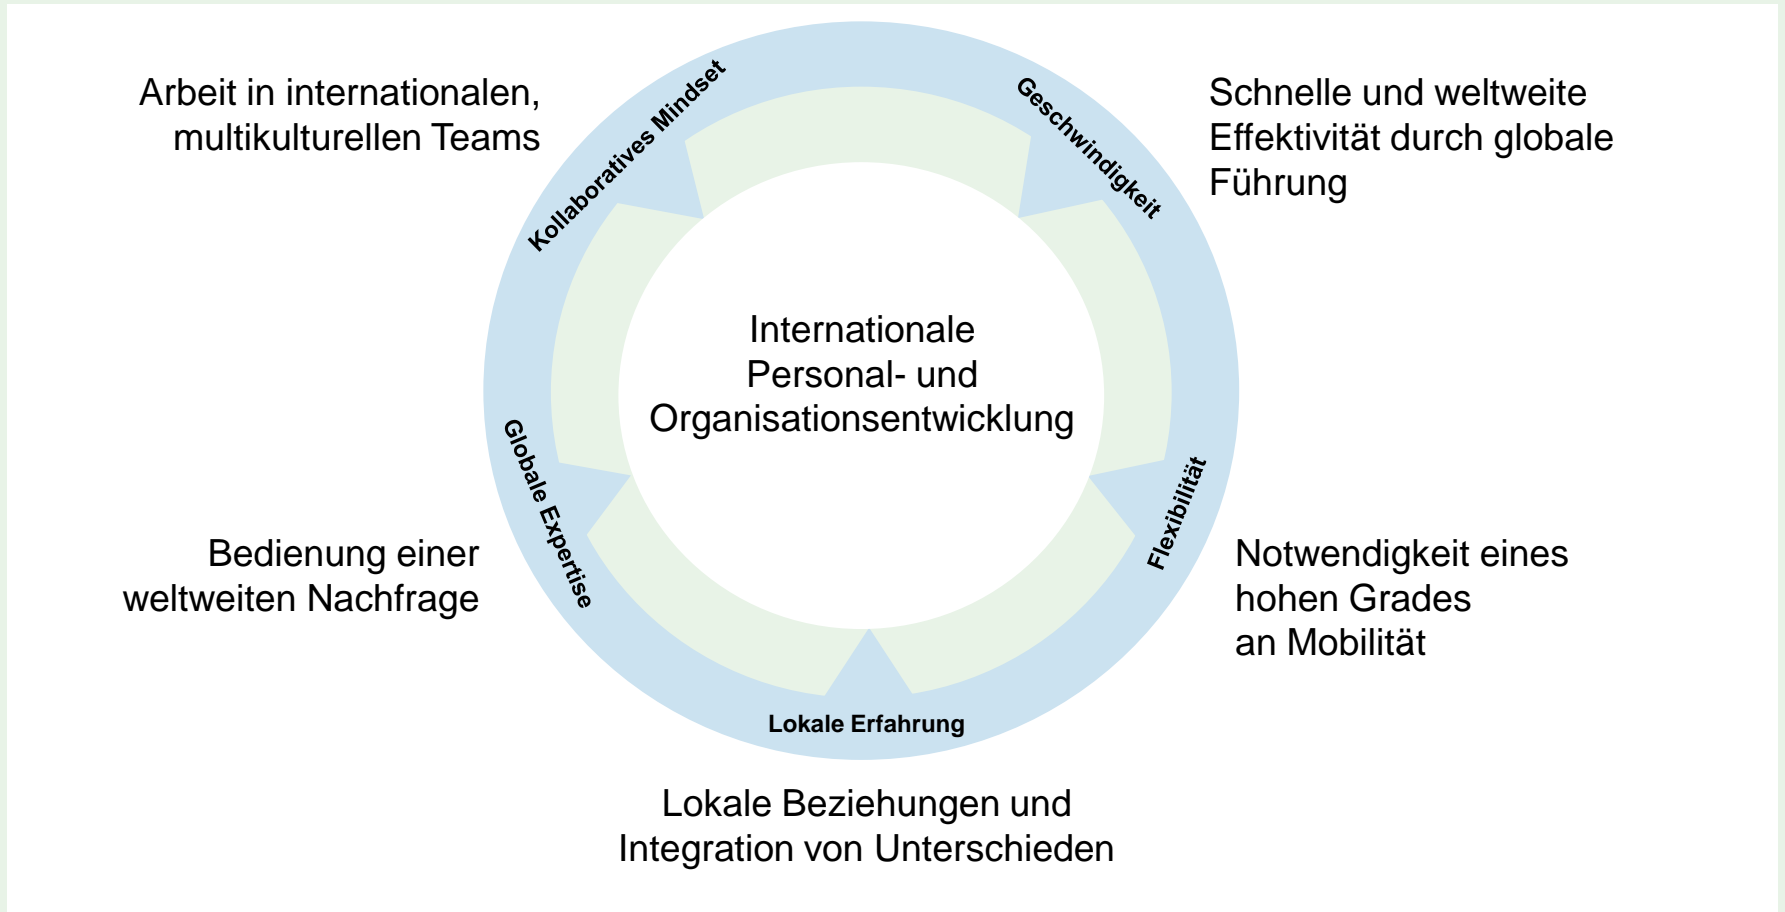 Arbeit in internationalen,
multikulturellen Teams
Kollaboratives Mindset
Geschwindigkeit
Schnelle und weltweite
Effektivität durch globale
Führung
Internationale
Personal- und
Organisationsentwicklung
Globale Expertise
Bedienung einer
weltweiten Nachfrage
Flexibilität
Notwendigkeit eines
hohen Grades
an Mobilität
Lokale Erfahrung
Lokale Beziehungen und
Integration von Unterschieden